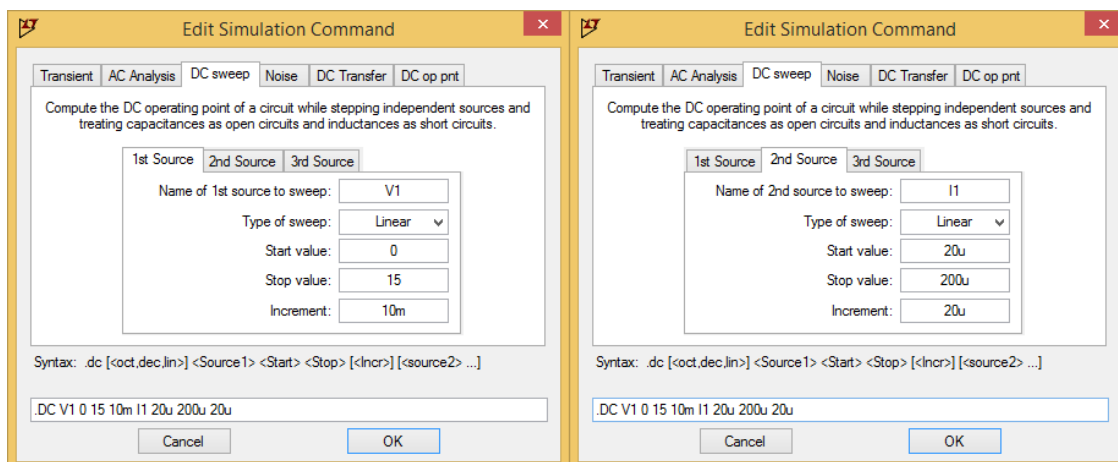 Edit Simulation Command
Transient AC Analysis DC sweep Noise DC Transfer DC op pnt
Compute the DC operating point of a circuit while stepping independent sources and
treating capacitances as open circuits and inductances as short circuits.
1st Source 2nd Source 3rd Source
Name of 1st source to sweep: V1
Type of sweep: Linear
Start value: 0
Stop value: 15
Increment: 10m
Syntax: .dc [<oct,dec,lin>] <Source1> <Start> <Stop> [<Incr>] [<source2> ...]
.DC V1 0 15 10m I1 20u 200u 20u
Cancel OK
Edit Simulation Command
Transient AC Analysis DC sweep Noise DC Transfer DC op pnt
Compute the DC operating point of a circuit while stepping independent sources and
treating capacitances as open circuits and inductances as short circuits.
1st Source 2nd Source 3rd Source
Name of 2nd source to sweep: I1
Type of sweep: Linear
Start value: 20u
Stop value: 200u
Increment: 20u
Syntax: .dc [<oct,dec,lin>] <Source1> <Start> <Stop> [<Incr>] [<source2> ...]
.DC V1 0 15 10m I1 20u 200u 20u
Cancel OK